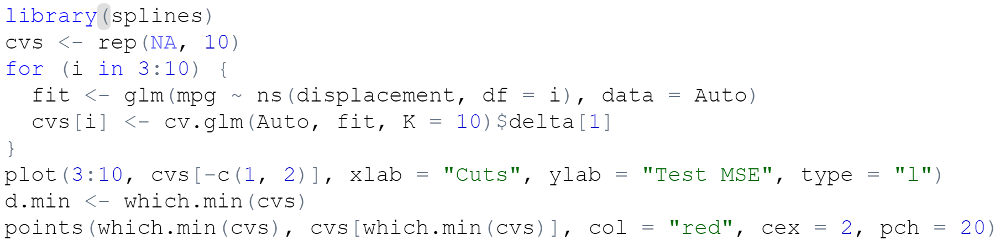 library(splines)
cvs <- rep(NA, 10)
for (i in 3:10) {
  fit <- glm(mpg ~ ns(displacement, df = i), data = Auto)
  cvs[i] <- cv.glm(Auto, fit, K = 10)$delta[1]
}
plot(3:10, cvs[-c(1, 2)], xlab = "Cuts", ylab = "Test MSE", type = "l")
d.min <- which.min(cvs)
points(which.min(cvs), cvs[which.min(cvs)], col = "red", cex = 2, pch = 20)